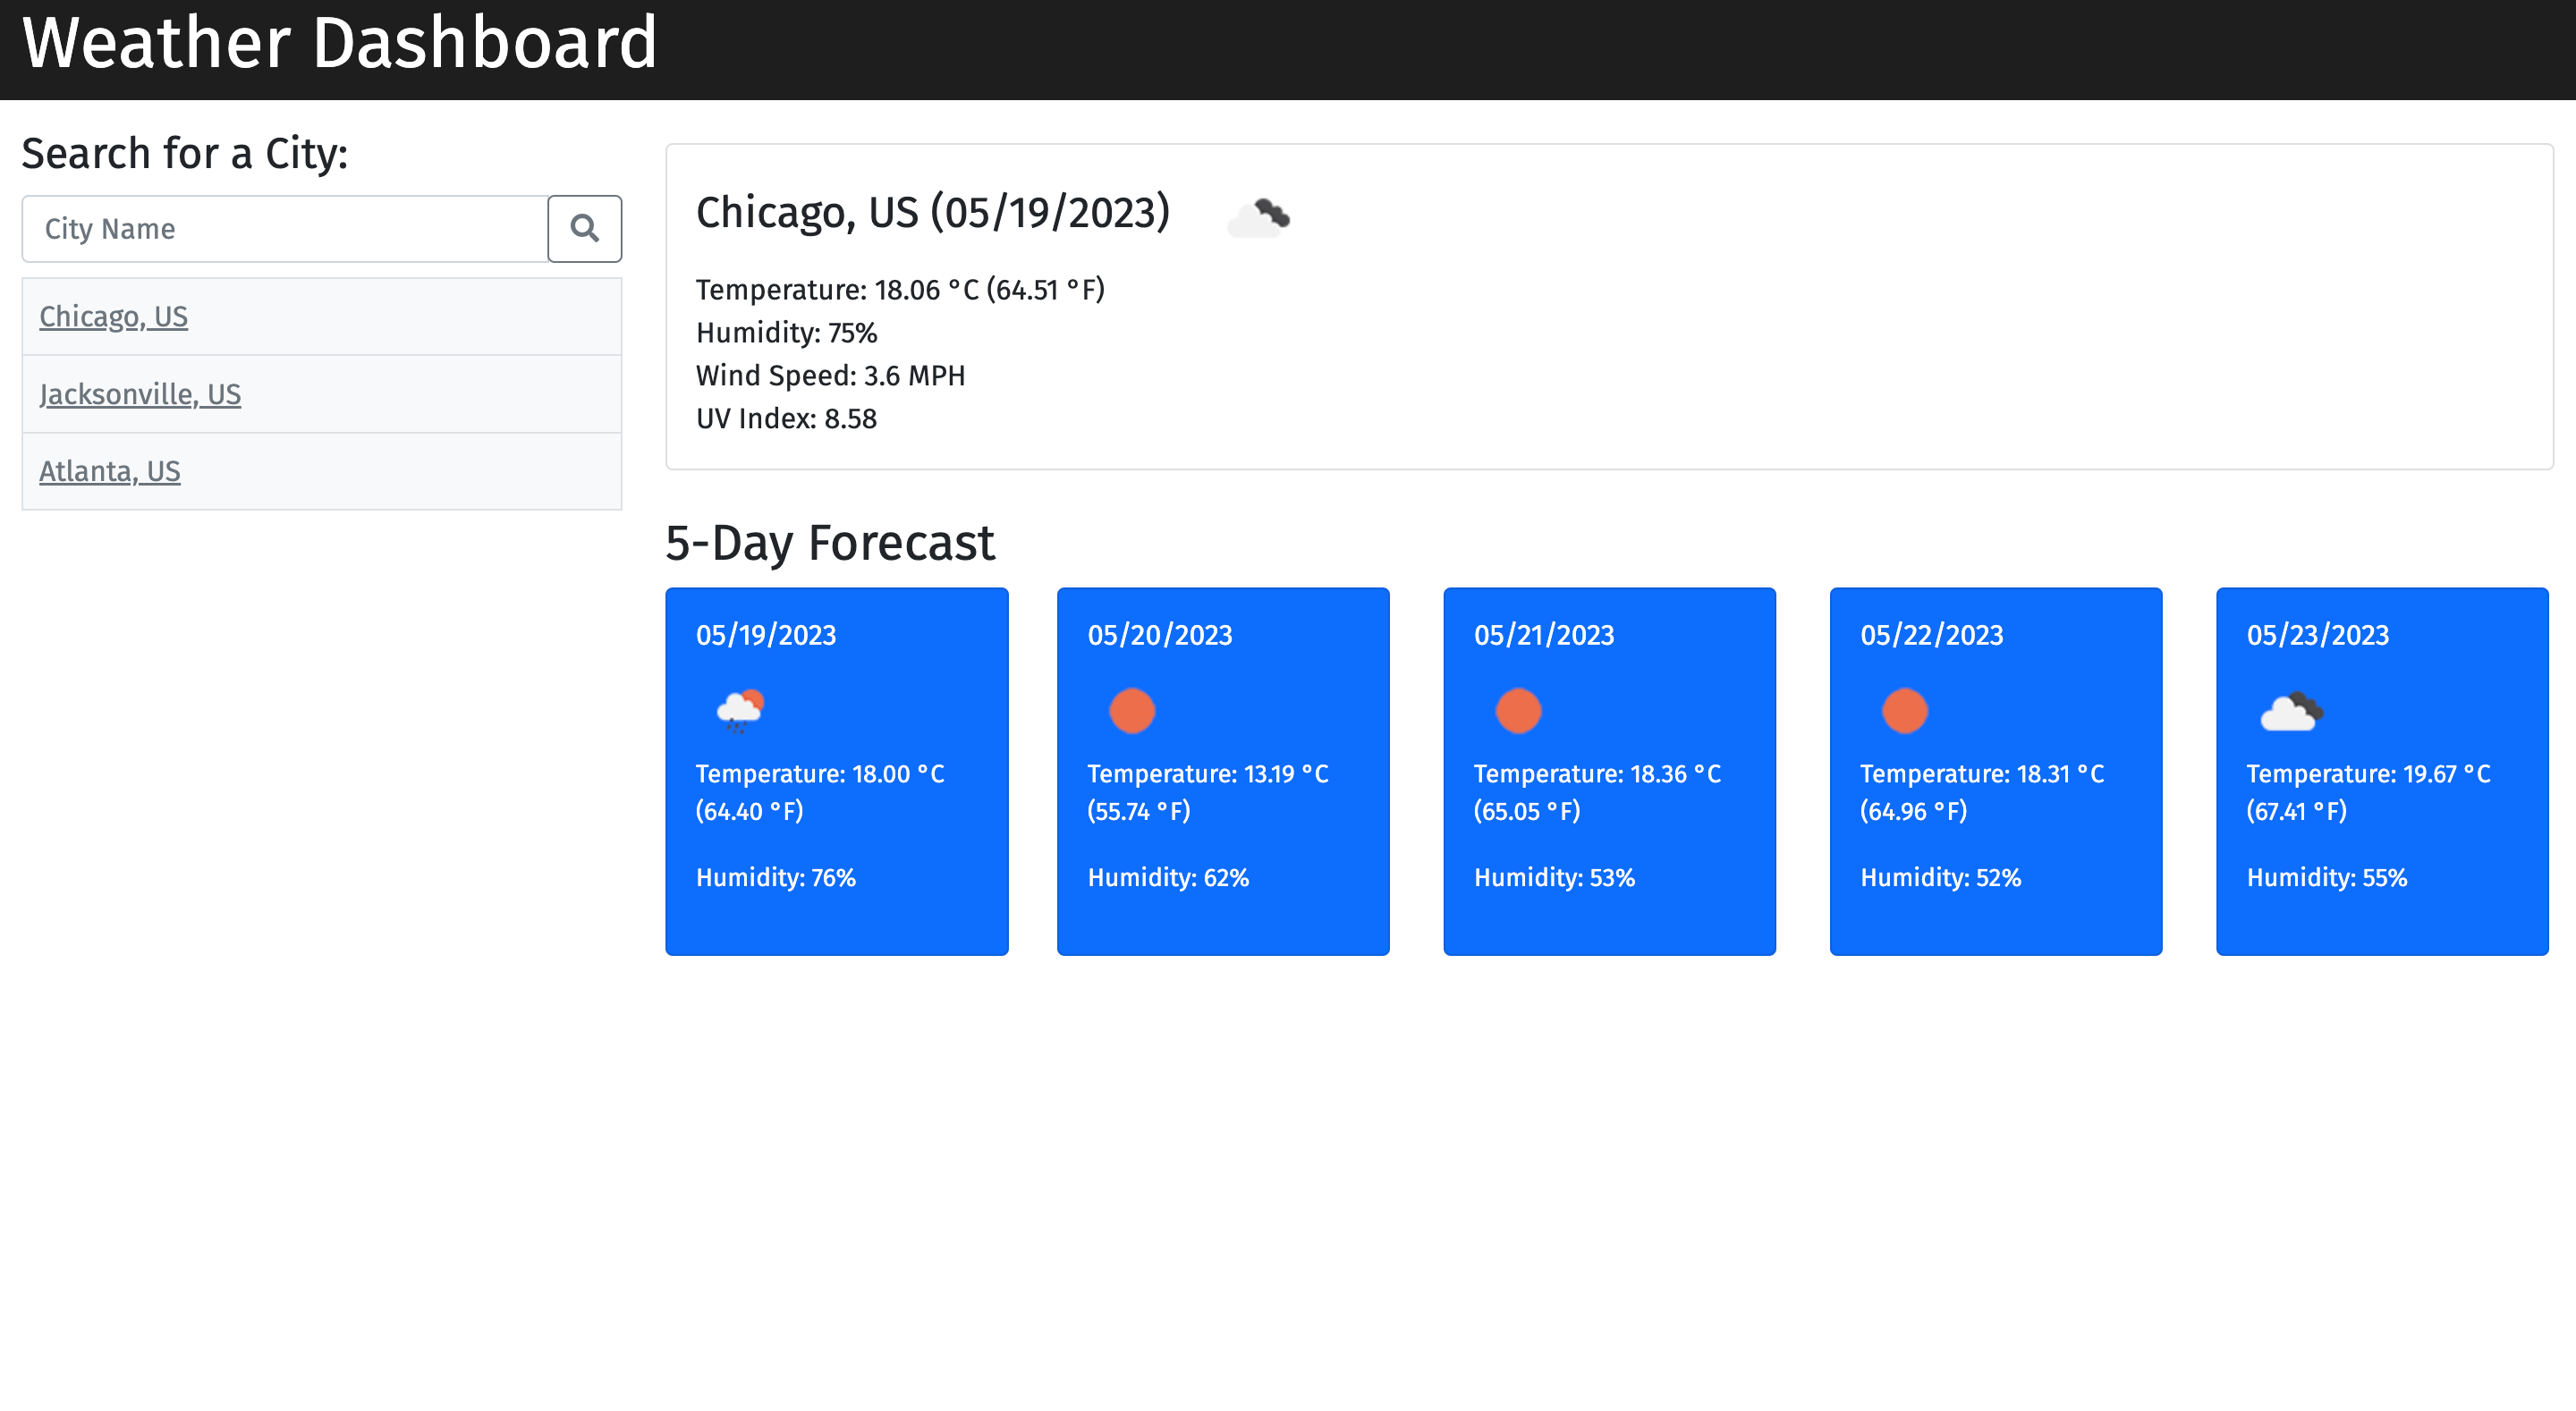 Weather Dashboard
Search for a City:
City Name
Chicago, US
Jacksonville, US
Atlanta, US
Chicago, US (05/19/2023)
Temperature: 18.06 °C (64.51 °F)
Humidity: 75%
Wind Speed: 3.6 MPH
UV Index: 8.58
5-Day Forecast
05/19/2023
Temperature: 18.00 °C
(64.40 °F)
Humidity: 76%
05/20/2023
Temperature: 13.19 °C
(55.74 °F)
Humidity: 62%
05/21/2023
Temperature: 18.36 °C
(65.05 °F)
Humidity: 53%
05/22/2023
Temperature: 18.31 °C
(64.96 °F)
Humidity: 52%
05/23/2023
Temperature: 19.67 °C
(67.41 °F)
Humidity: 55%